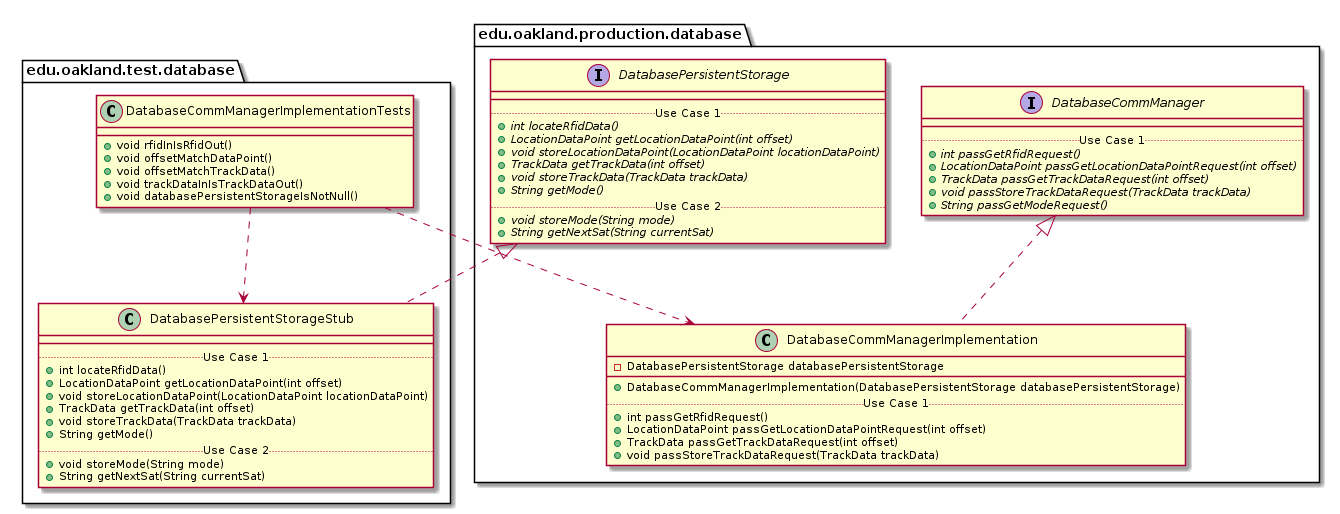 edu.oakland.test.database
C DatabaseCommManagerImplementationTests
void rfidInIsRfidOut()
void offsetMatchDataPoint()
void offsetMatchTrackData()
void trackDataInIsTrackDataOut()
void databasePersistentStorageIsNotNull()
C DatabasePersistentStorageStub
Use Case 1
int locateRfidData()
LocationDataPoint getLocationDataPoint(int offset)
void storeLocationDataPoint(LocationDataPoint locationDataPoint)
TrackData getTrackData(int offset)
void storeTrackData(TrackData trackData)
String getMode()
Use Case 2
void storeMode(String mode)
String getNextSat(String currentSat)
edu.oakland.production.database
I DatabasePersistentStorage
Use Case 1
int locateRfidData()
LocationDataPoint getLocationDataPoint(int offset)
void storeLocationDataPoint(LocationDataPoint locationDataPoint)
TrackData getTrackData(int offset)
void storeTrackData(TrackData trackData)
String getMode()
Use Case 2
void storeMode(String mode)
String getNextSat(String currentSat)
I DatabaseCommManager
Use Case 1
int passGetRfidRequest()
LocationDataPoint passGetLocationDataPointRequest(int offset)
TrackData passGetTrackDataRequest(int offset)
void passStoreTrackDataRequest(TrackData trackData)
String passGetModeRequest()
C DatabaseCommManagerImplementation
DatabasePersistentStorage databasePersistentStorage
DatabaseCommManagerImplementation(DatabasePersistentStorage databasePersistentStorage)
Use Case 1
int passGetRfidRequest()
LocationDataPoint passGetLocationDataPointRequest(int offset)
TrackData passGetTrackDataRequest(int offset)
void passStoreTrackDataRequest(TrackData trackData)